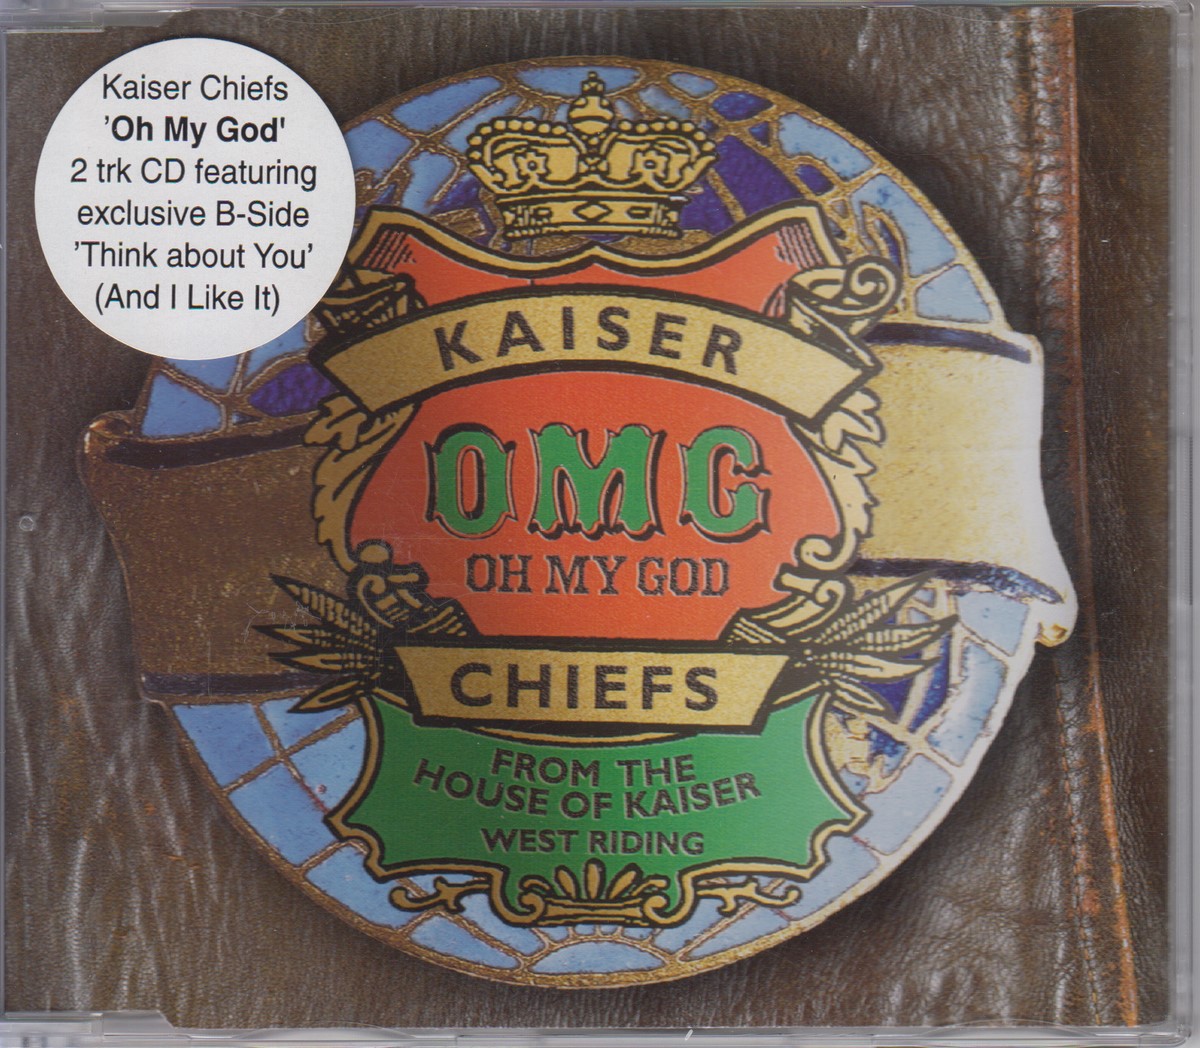 Kaiser Chiefs
'Oh My God'
2 trk CD featuring
exclusive B-Side
'Think about You'
(And I Like It)
KAISER
OMG
OH MY GOD
CHIEFS
FROM THE
HOUSE OF KAISER
WEST RIDING